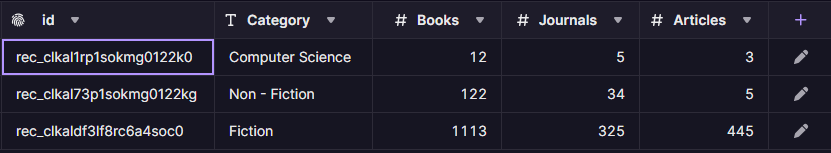 id Category Books Journals Articles
rec_clkal1rp1sokmg0122k0 Computer Science 12 5 3
rec_clkal73p1sokmg0122kg Non - Fiction 122 34 5
rec_clkaldf3lf8rc6a4soc0 Fiction 1113 325 445